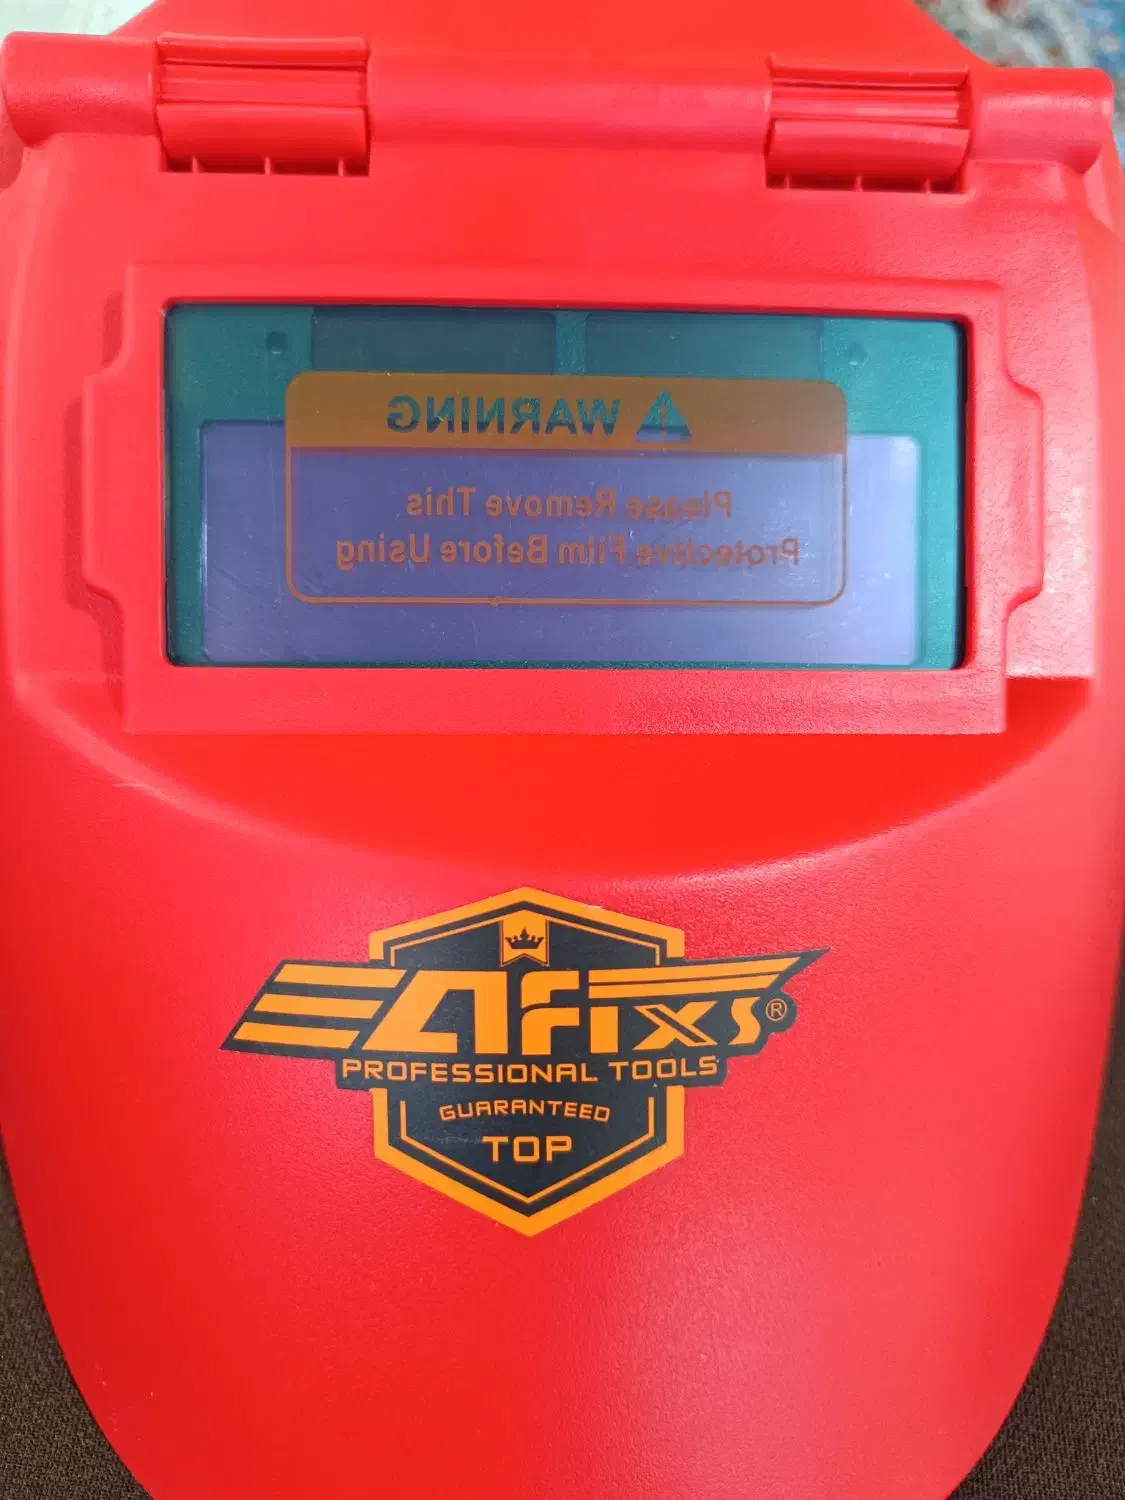 WARNING
Please Remove This
Protective Film Before Using
AFIXS®
PROFESSIONAL TOOLS
GUARANTEED
TOP